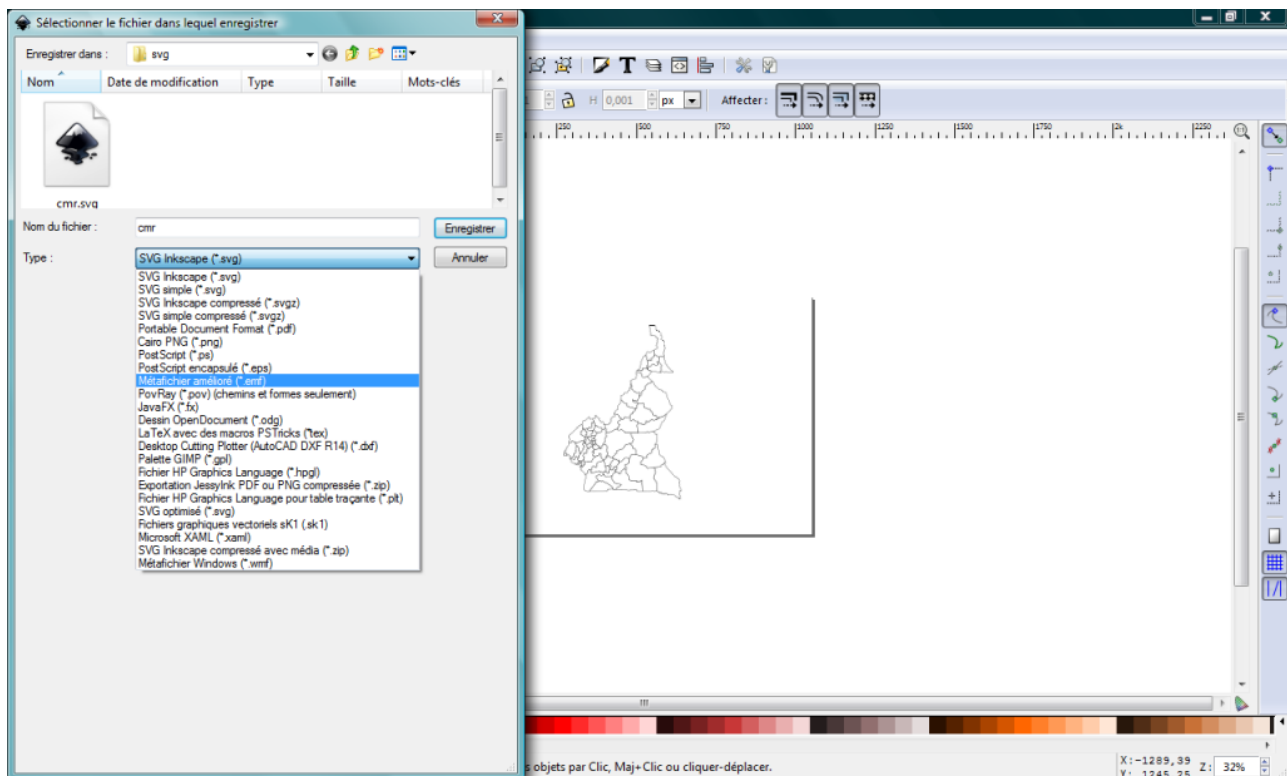 Sélectionner le fichier dans lequel enregistrer
Enregistrer dans : svg
Nom Date de modification Type Taille Mots-clés
cmr.svg
Nom du fichier : cmr Enregistrer
Type : SVG Inkscape (*.svg) Annuler
SVG Inkscape (*.svg)
SVG simple (*.svg)
SVG Inkscape compressé (*.svgz)
SVG simple compressé (*.svgz)
Portable Document Format (*.pdf)
Cairo PNG (*.png)
PostScript (*.ps)
PostScript encapsulé (*.eps)
Métafichier amélioré (*.emf)
PovRay (*.pov) (chemins et formes seulement)
JavaFX (*.fx)
Dessin OpenDocument (*.odg)
LaTeX avec des macros PSTricks (*.tex)
Desktop Cutting Plotter (AutoCAD DXF R14) (*.dxf)
Palette GIMP (*.gpl)
Fichier HP Graphics Language (*.hpgl)
Exportation JessyInk PDF ou PNG compressée (*.zip)
Fichier HP Graphics Language pour table traçante (*.plt)
SVG optimisé (*.svg)
Fichiers graphiques vectoriels sK1 (.sk1)
Microsoft XAML (*.xaml)
SVG Inkscape compressé avec média (*.zip)
Métafichier Windows (*.wmf)
H 0,001 px Affecter :
250 500 750 1000 1250 1500 1750 2k 2250
s objets par Clic, Maj+Clic ou cliquer-déplacer.
X:-1289,39 Z: 32%
Y: 1245,25